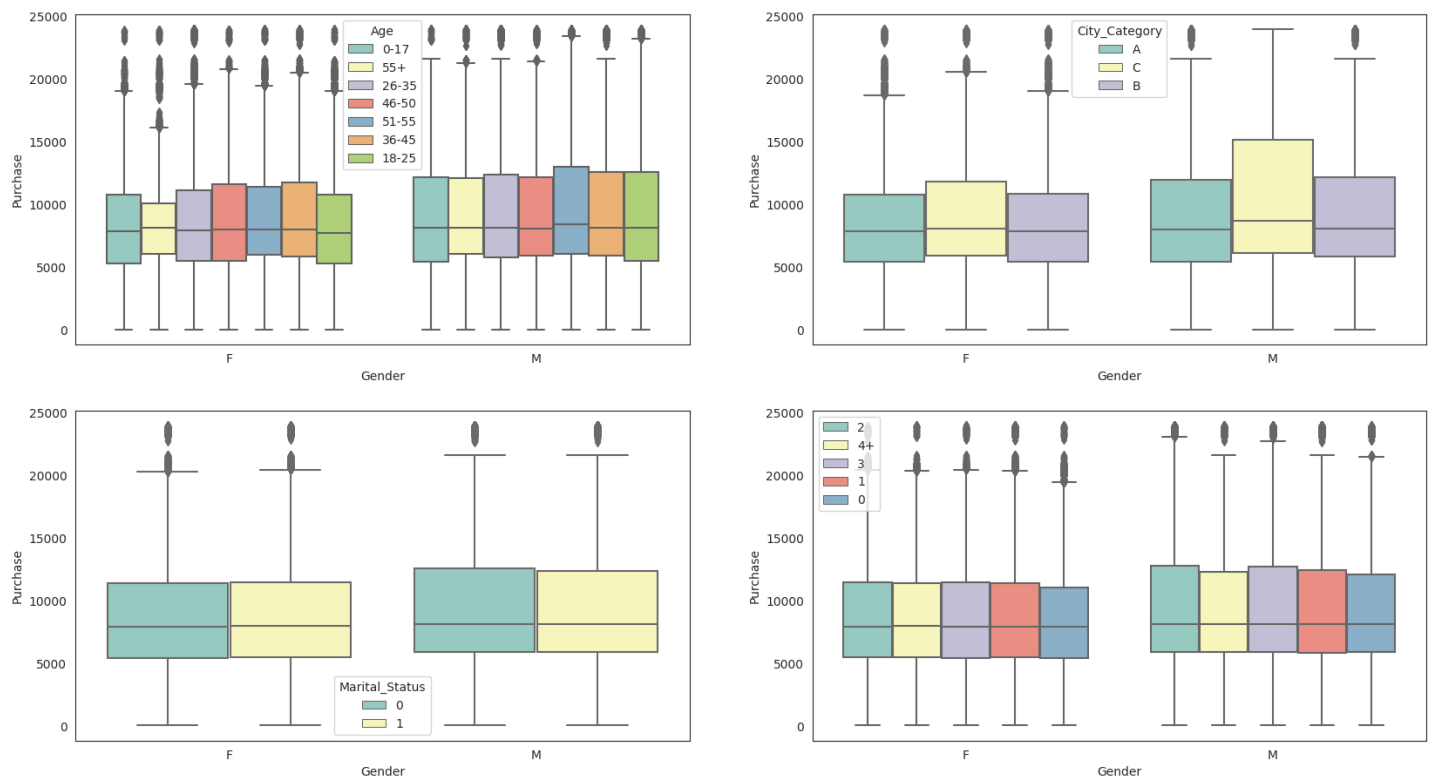 25000
20000
15000
10000
5000
0
Purchase
Age
0-17
55+
26-35
46-50
51-55
36-45
18-25
F
M
Gender
25000
20000
15000
10000
5000
0
Purchase
City_Category
A
C
B
F
M
Gender
25000
20000
15000
10000
5000
0
Purchase
Marital_Status
0
1
F
M
Gender
25000
20000
15000
10000
5000
0
Purchase
2
4+
3
1
0
F
M
Gender